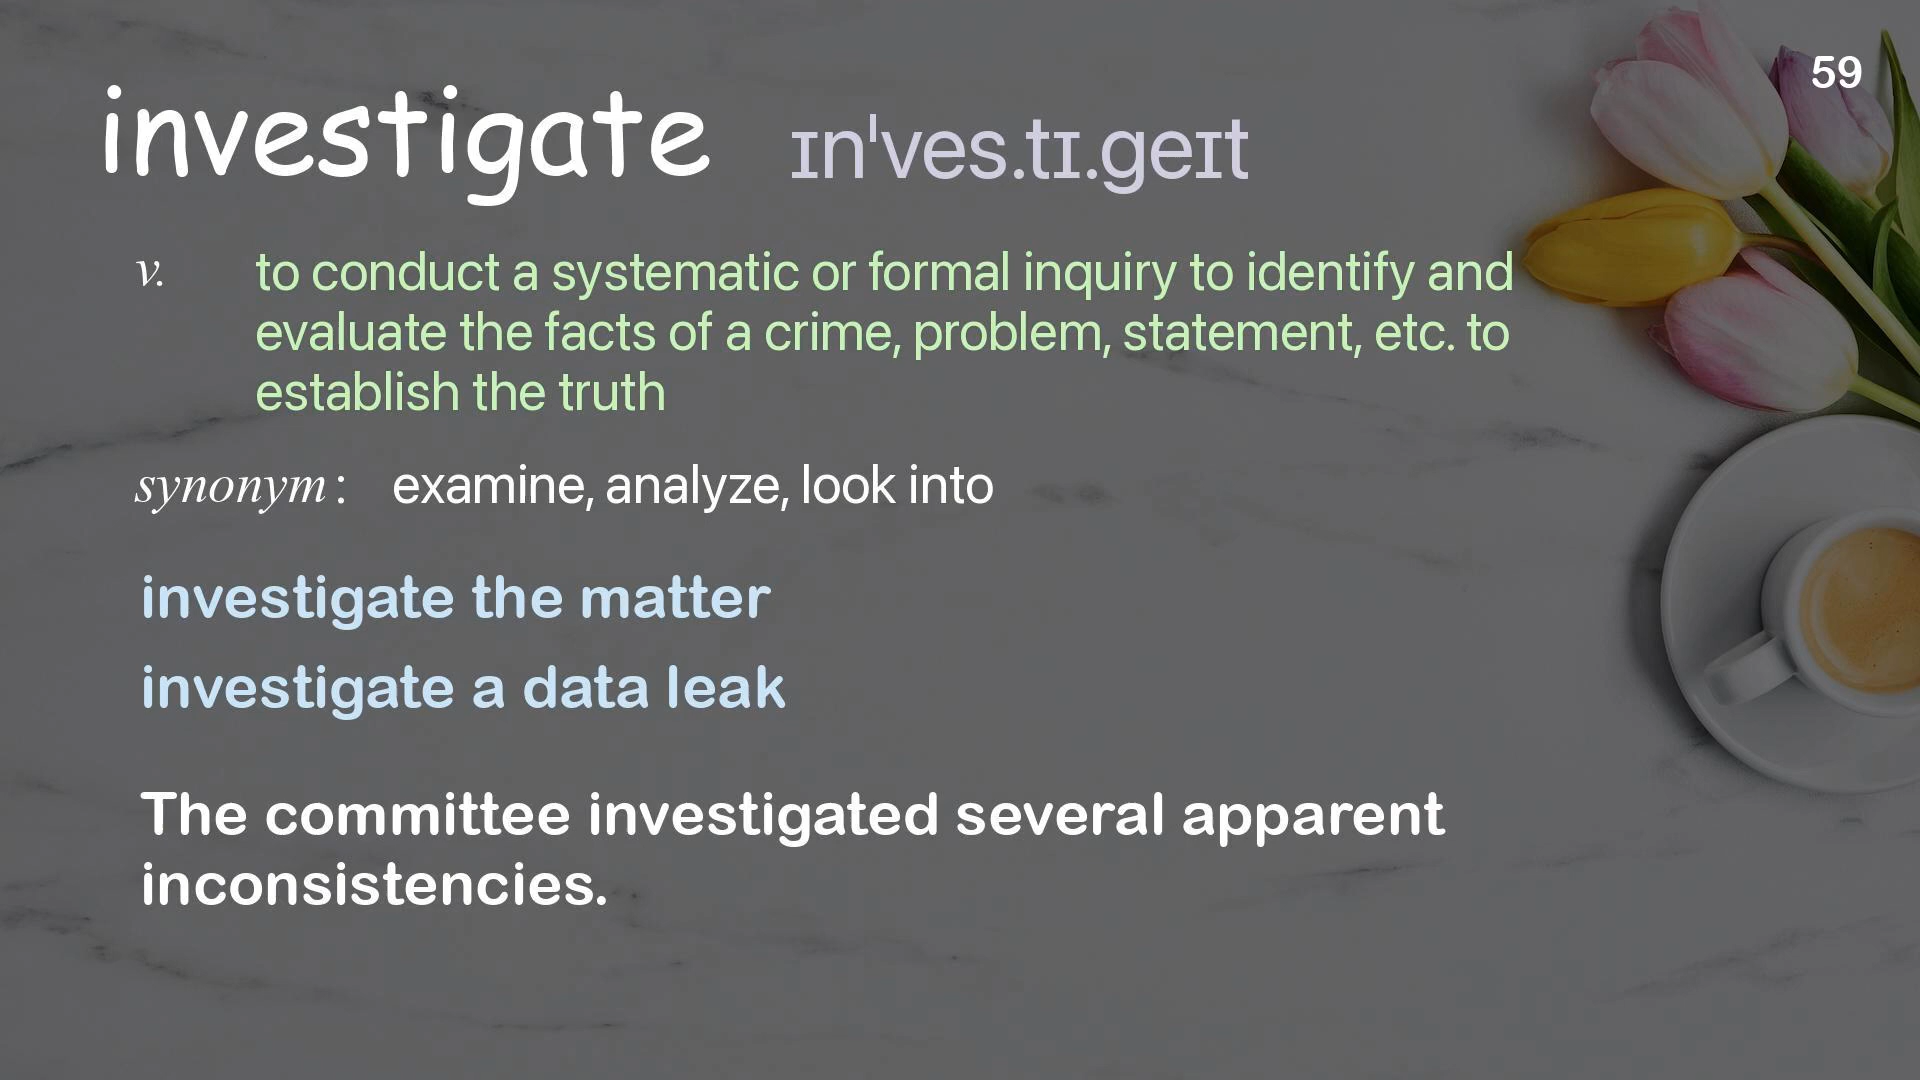 59
investigate ɪnˈves.tɪ.geɪt
v. to conduct a systematic or formal inquiry to identify and
evaluate the facts of a crime, problem, statement, etc. to
establish the truth
synonym : examine, analyze, look into
investigate the matter
investigate a data leak
The committee investigated several apparent
inconsistencies.